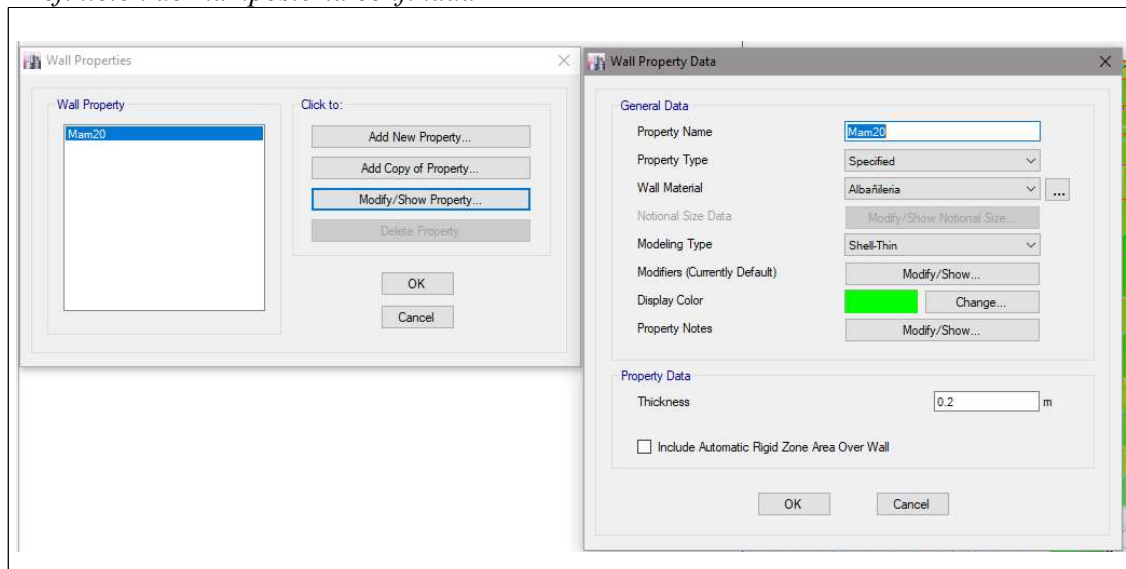 Wall Properties
Wall Property
Mam20
Click to:
Add New Property...
Add Copy of Property...
Modify/Show Property...
Delete Property
OK
Cancel
Wall Property Data
General Data
Property Name Mam20
Property Type Specified
Wall Material Albañileria ...
Notional Size Data Modify/Show Notional Size...
Modeling Type Shell-Thin
Modifiers (Currently Default) Modify/Show...
Display Color Change...
Property Notes Modify/Show...
Property Data
Thickness 0.2 m
Include Automatic Rigid Zone Area Over Wall
OK Cancel